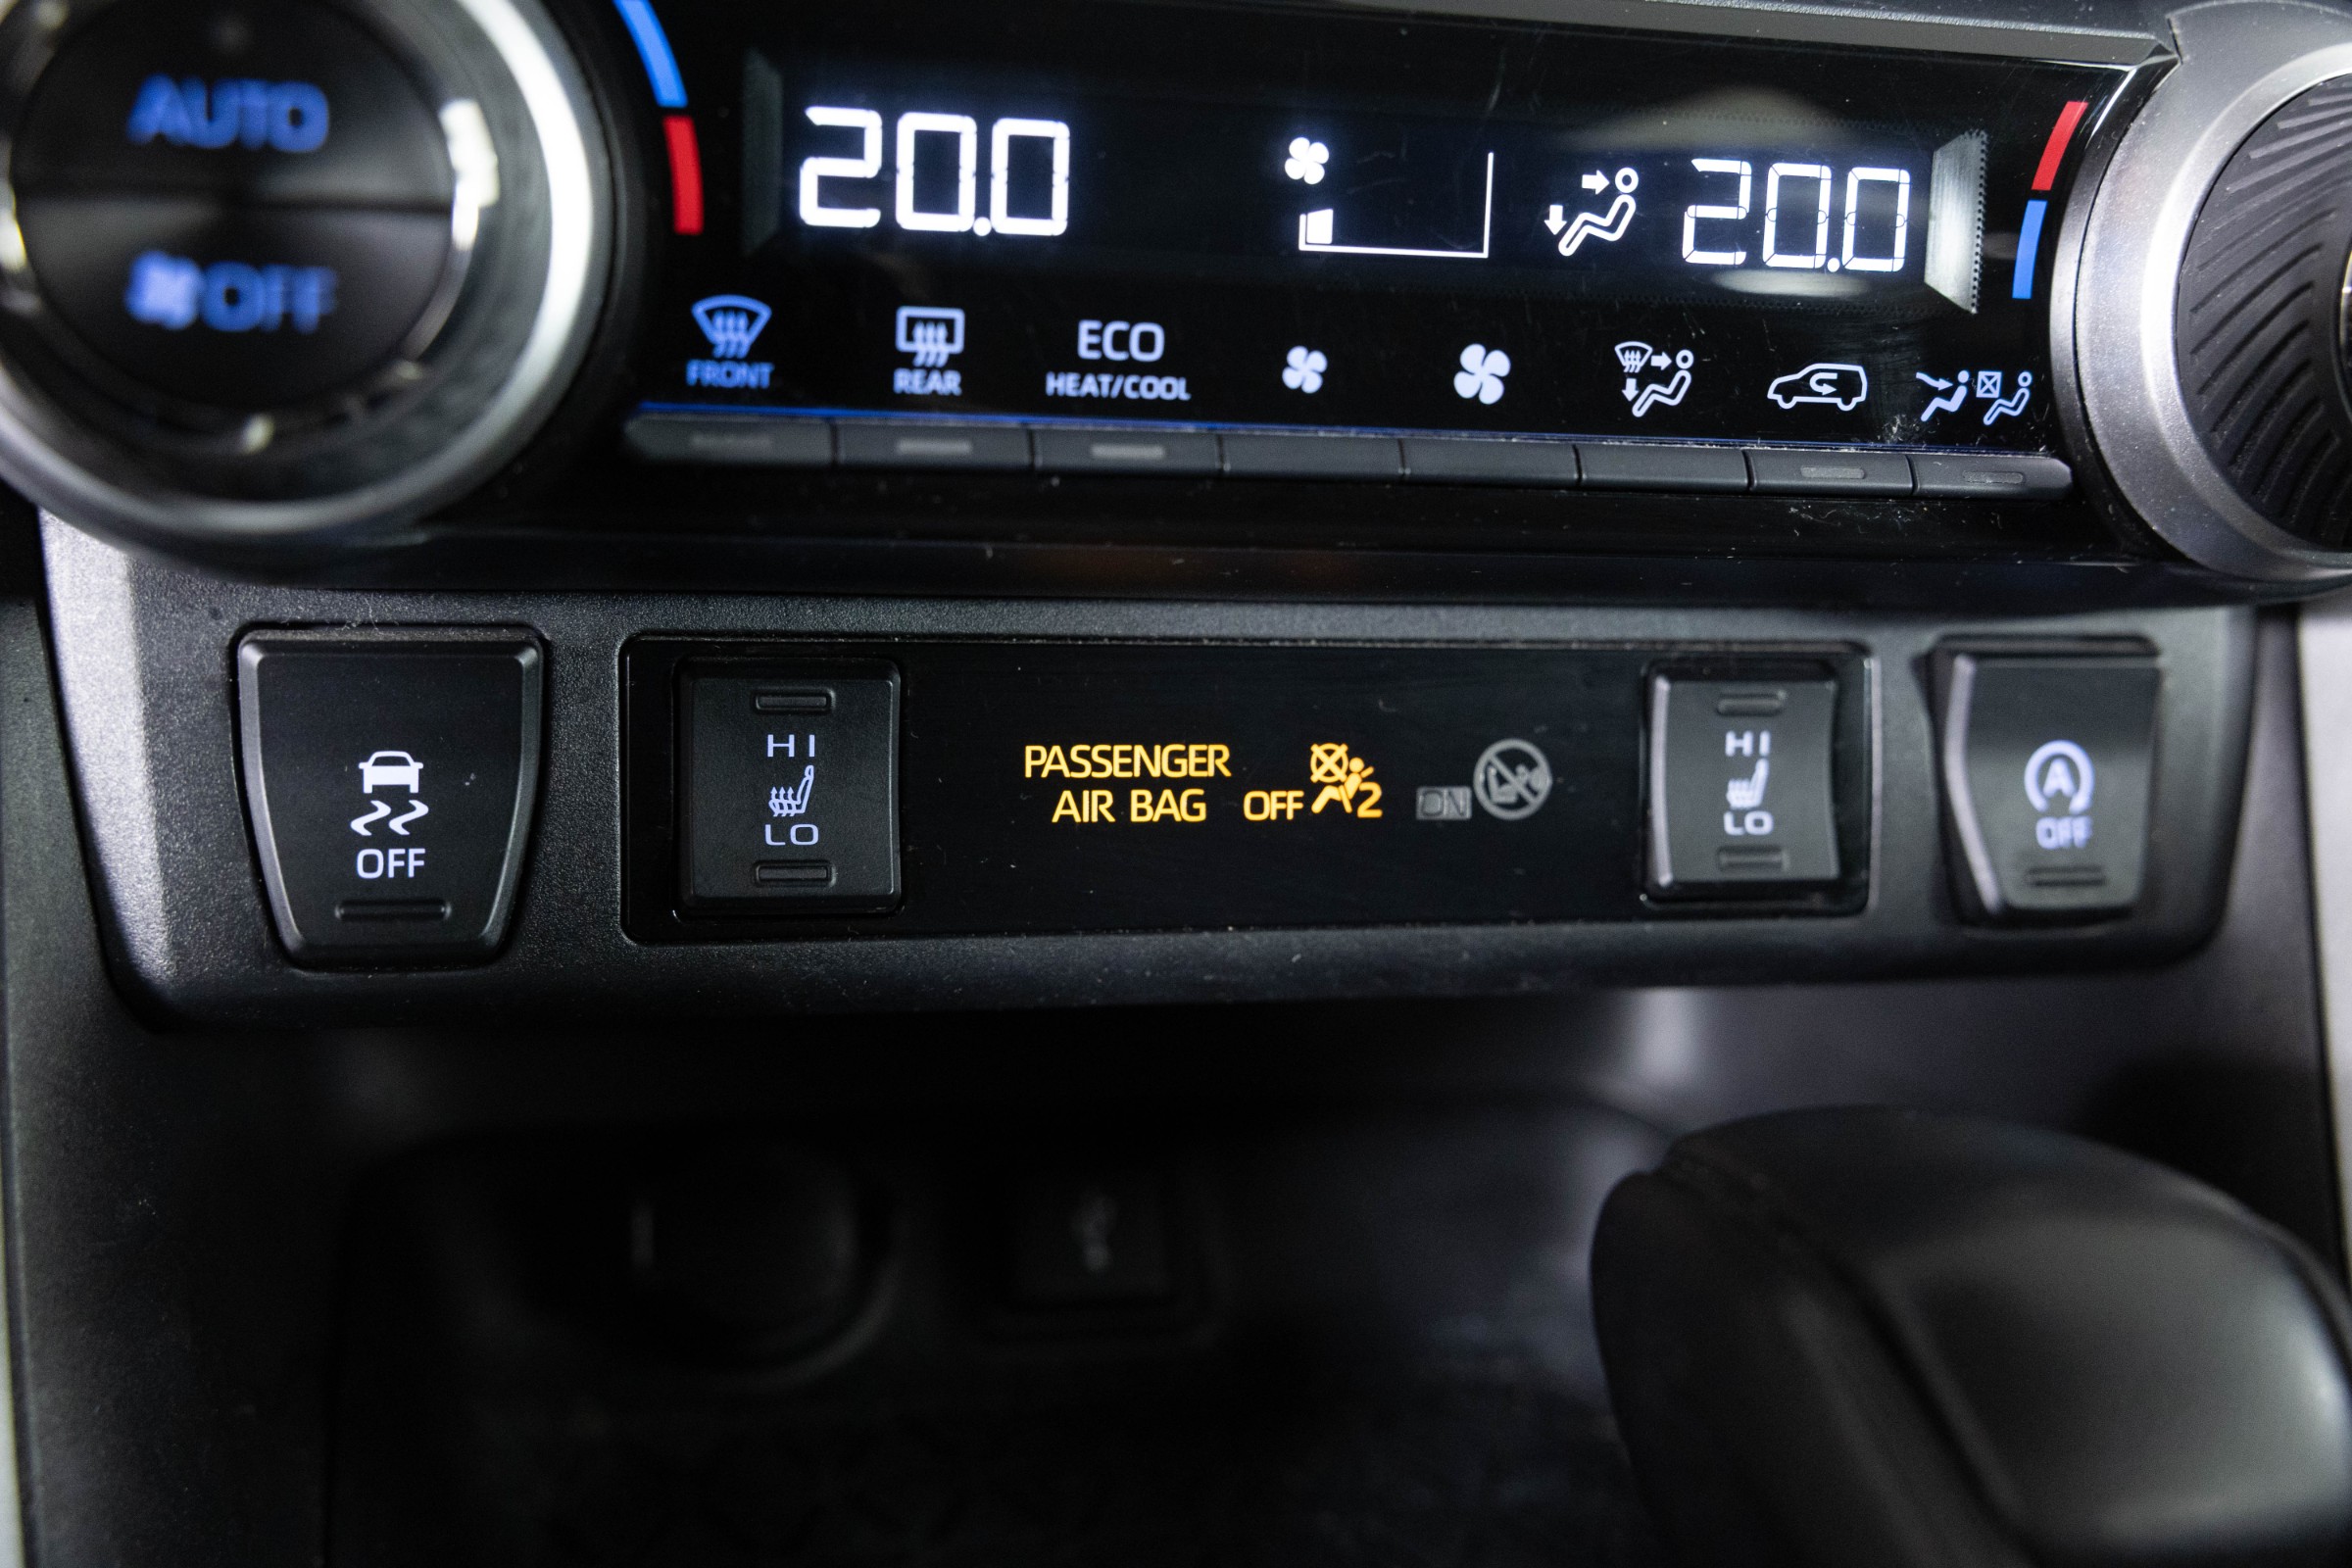 AUTO
OFF
20.0
20.0
FRONT
REAR
ECO
HEAT/COOL
OFF
HI
LO
PASSENGER
AIR BAG OFF 2 ON
HI
LO
A
OFF